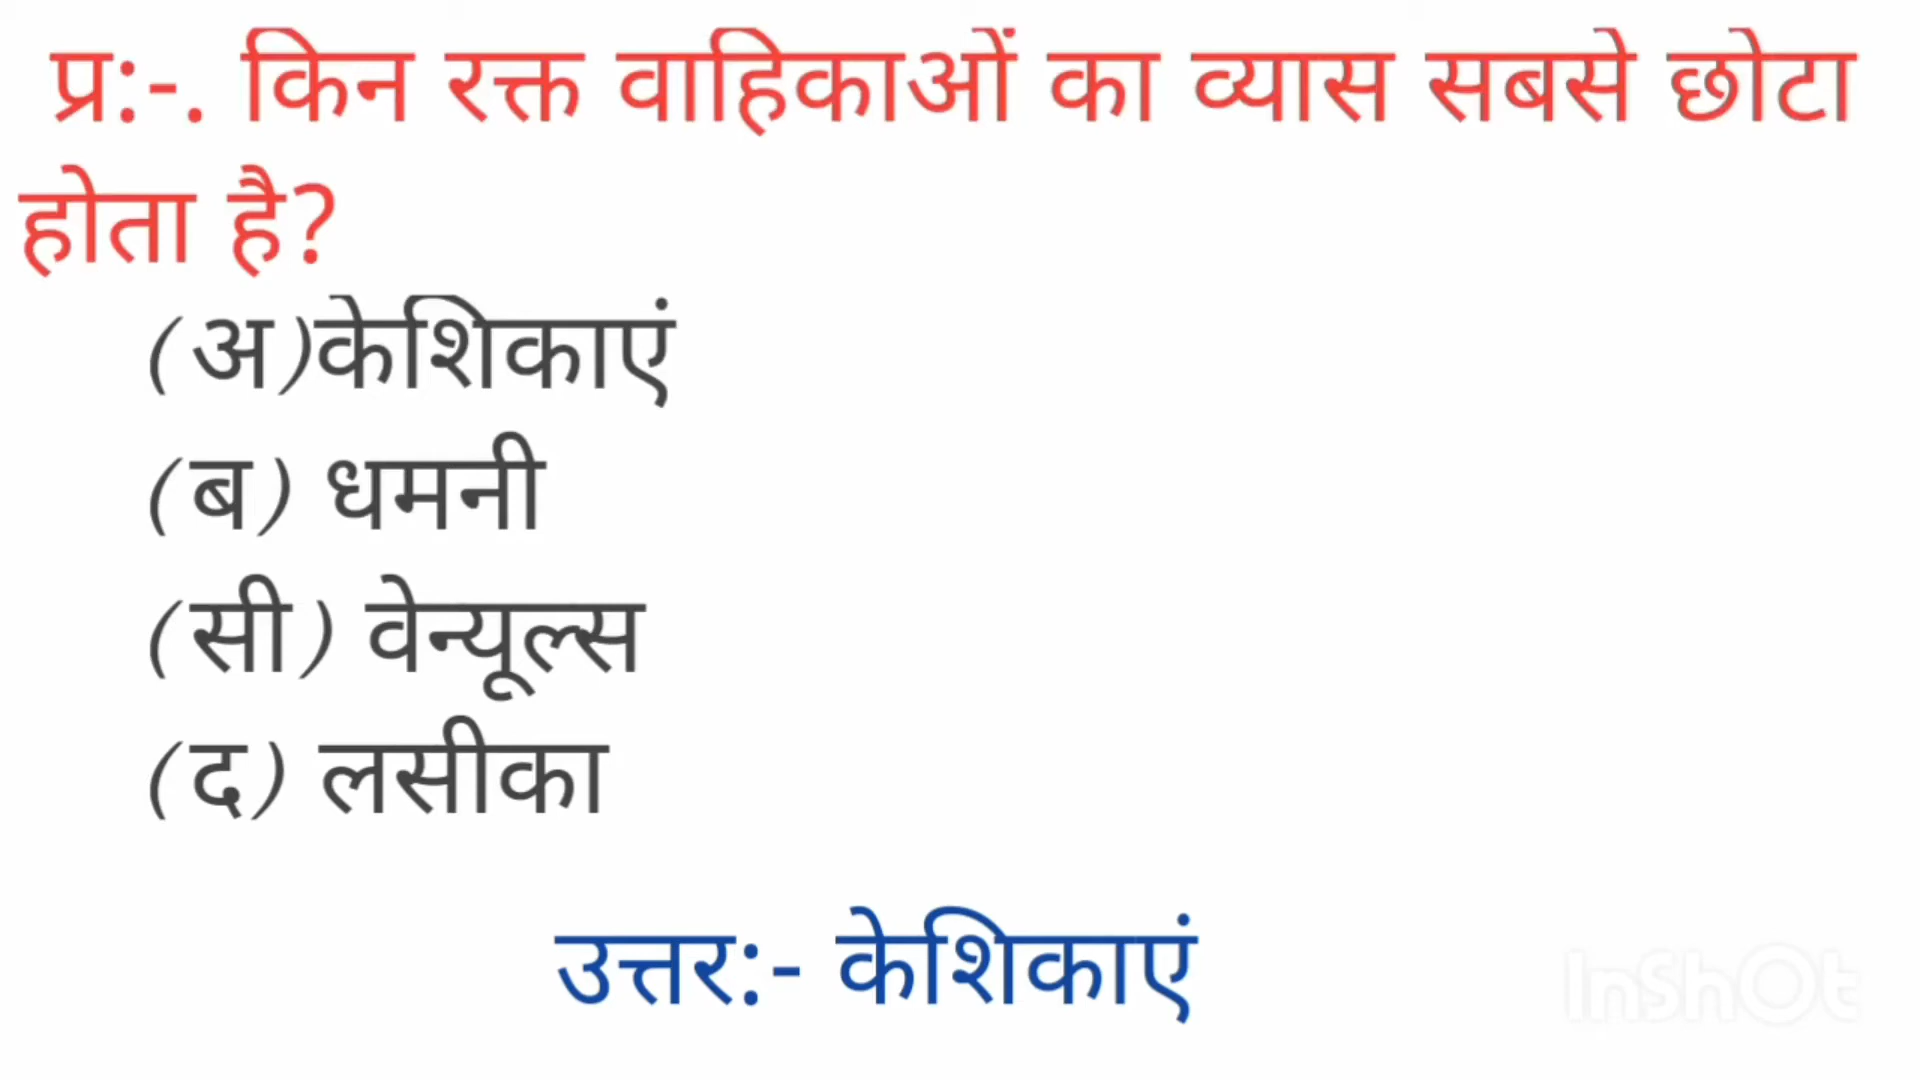 प्र:-. किन रक्त वाहिकाओं का व्यास सबसे छोटा
होता है?
(अ)केशिकाएं
(ब) धमनी
(सी) वेन्यूल्स
(द) लसीका
उत्तर:- केशिकाएं
InShOt